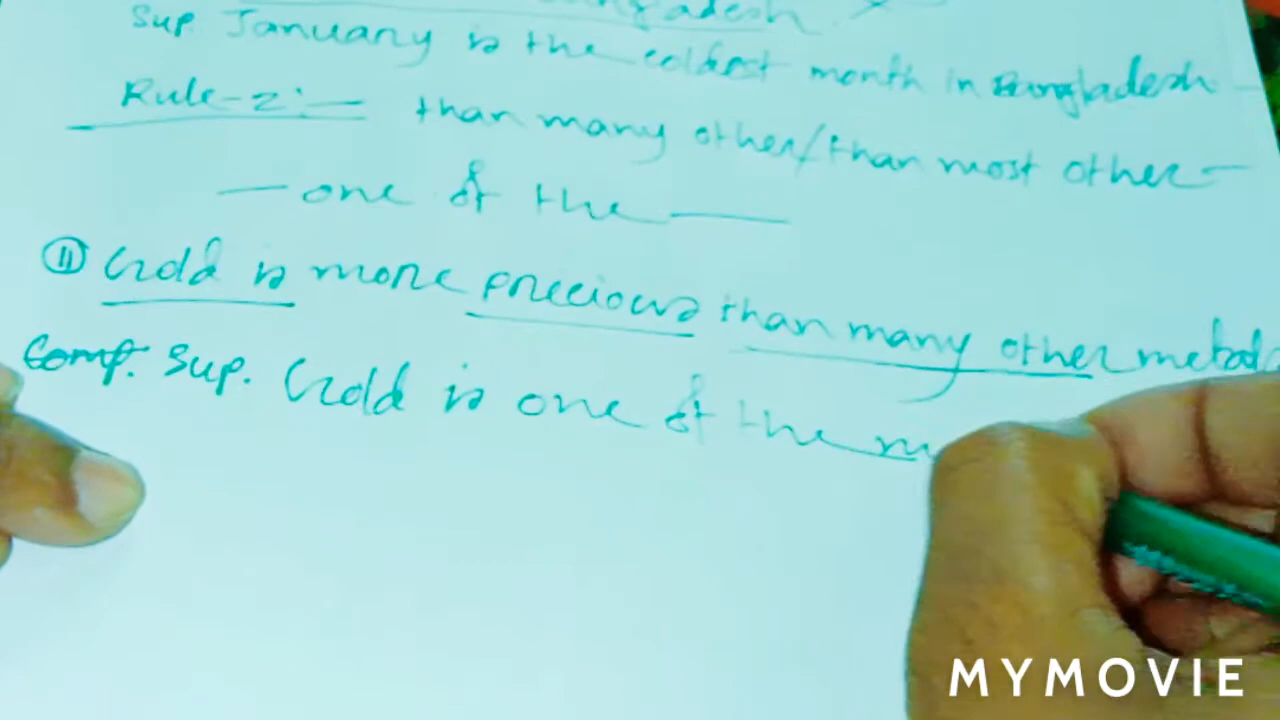 Bangladesh.
Sup. January is the coldest month in Bangladesh
Rule-2:— than many other/than most other—
— one of the ——
⑪ Gold is more precious than many other metals
Comp. Sup. Gold is one of the m
MYMOVIE